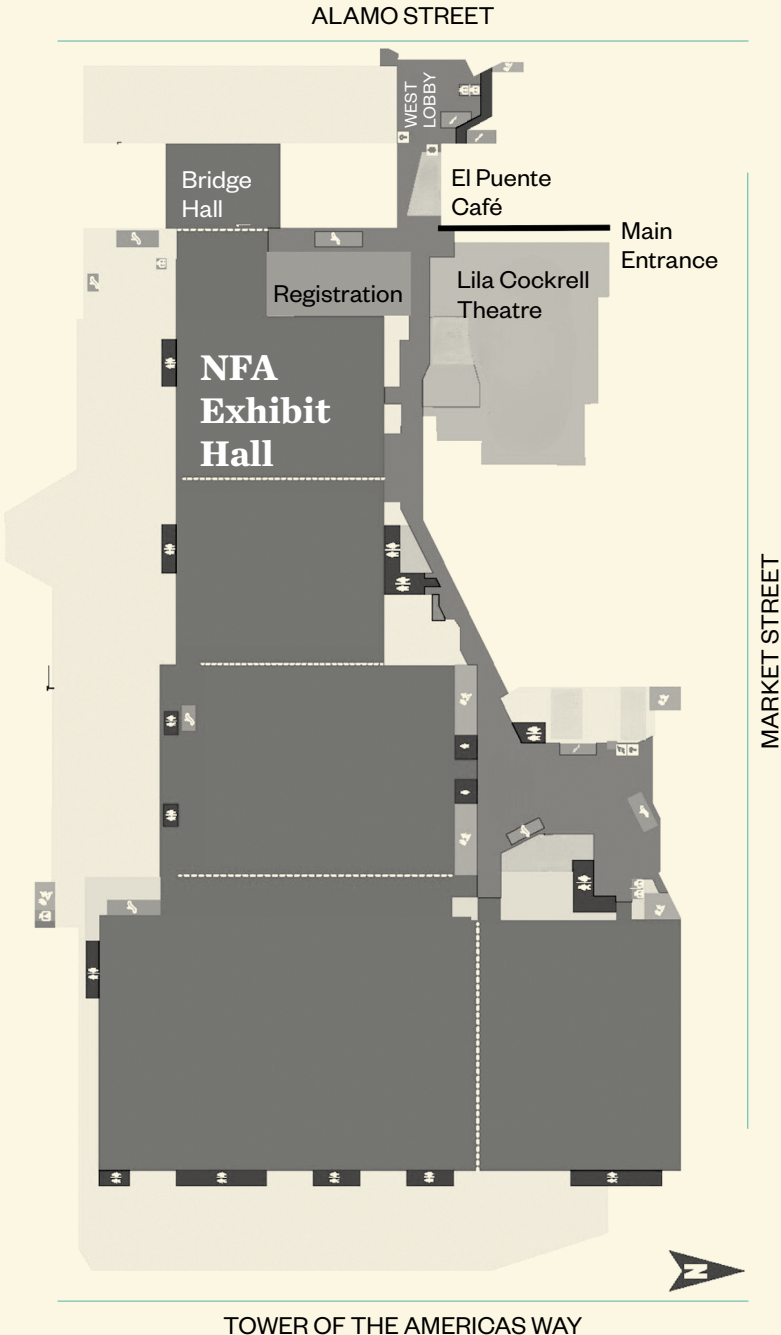 ALAMO STREET
WEST
LOBBY
Bridge
Hall
El Puente
Café
Main
Entrance
Registration
Lila Cockrell
Theatre
NFA
Exhibit
Hall
MARKET STREET
N
TOWER OF THE AMERICAS WAY